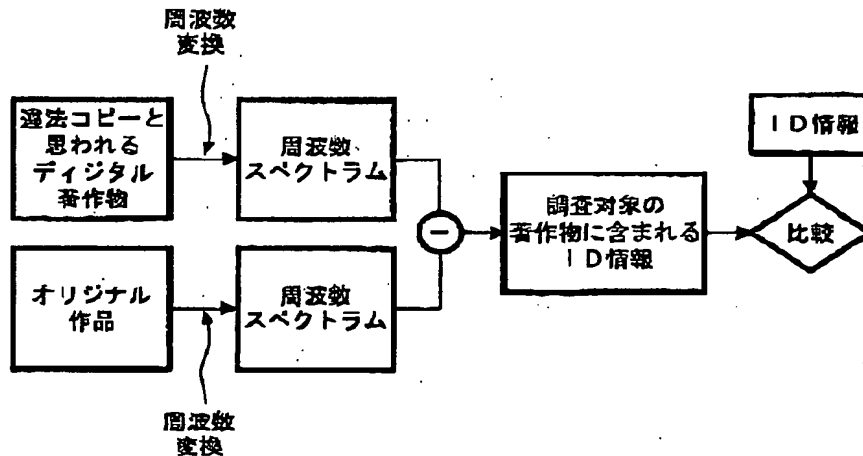 周波数
変換
違法コピーと
思われる
ディジタル
著作物
周波数
スペクトラム
ID情報
調査対象の
著作物に含まれる
ID情報
比較
オリジナル
作品
周波数
スペクトラム
周波数
変換